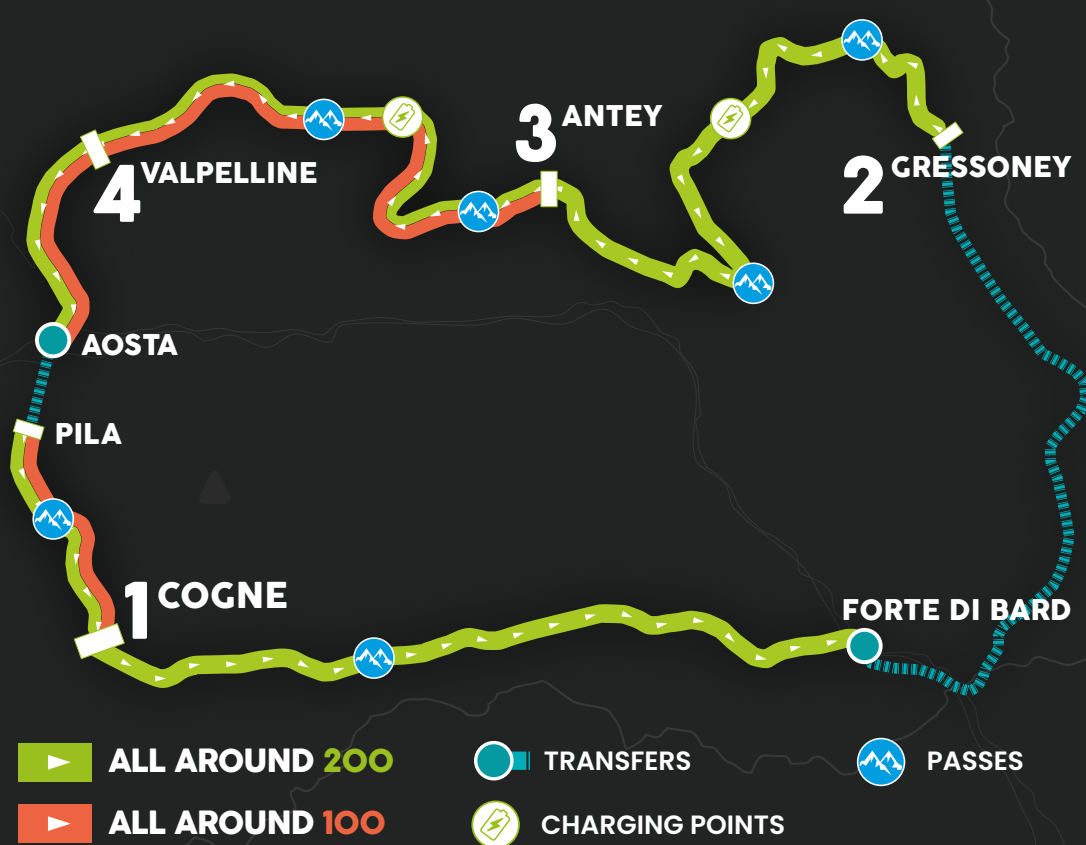 3 ANTEY
4 VALPELLINE
2 GRESSONEY
AOSTA
PILA
1 COGNE
FORTE DI BARD
ALL AROUND 200
TRANSFERS
PASSES
ALL AROUND 100
CHARGING POINTS